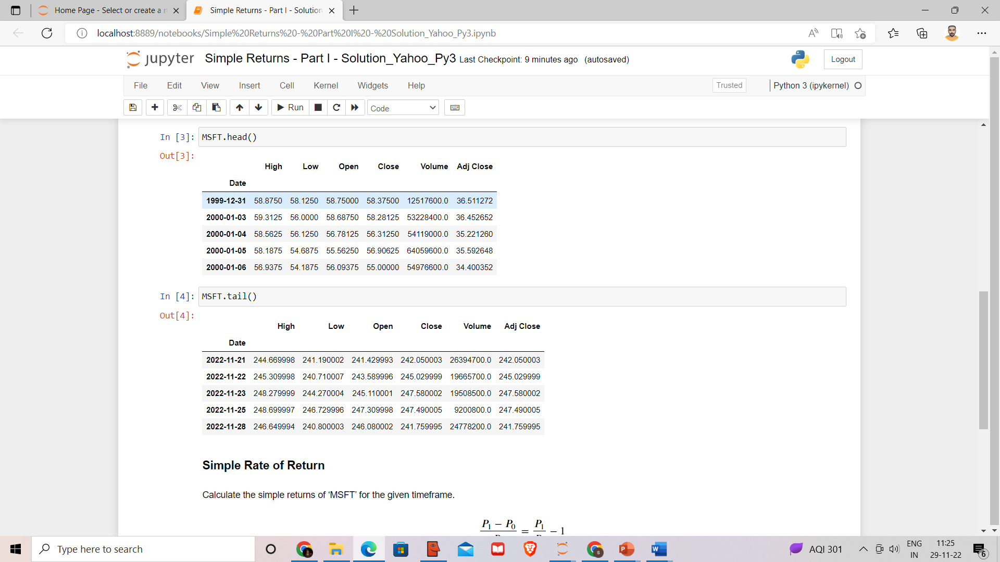 Home Page - Select or create a n
Simple Returns - Part I - Solution
localhost:8889/notebooks/Simple%20Returns%20-%20Part%20I%20-%20Solution_Yahoo_Py3.ipynb
jupyter Simple Returns - Part I - Solution_Yahoo_Py3 Last Checkpoint: 9 minutes ago (autosaved)
Logout
File Edit View Insert Cell Kernel Widgets Help
Trusted
Python 3 (ipykernel)
Run
Code
In [3]: MSFT.head()
Out[3]:
High Low Open Close Volume Adj Close
Date
1999-12-31 58.8750 58.1250 58.75000 58.37500 12517600.0 36.511272
2000-01-03 59.3125 56.0000 58.68750 58.28125 53228400.0 36.452652
2000-01-04 58.5625 56.1250 56.78125 56.31250 54119000.0 35.221260
2000-01-05 58.1875 54.6875 55.56250 56.90625 64059600.0 35.592648
2000-01-06 56.9375 54.1875 56.09375 55.00000 54976600.0 34.400352
In [4]: MSFT.tail()
Out[4]:
High Low Open Close Volume Adj Close
Date
2022-11-21 244.669998 241.190002 241.429993 242.050003 26394700.0 242.050003
2022-11-22 245.309998 240.710007 243.589996 245.029999 19665700.0 245.029999
2022-11-23 248.279999 244.270004 245.110001 247.580002 19508500.0 247.580002
2022-11-25 248.699997 246.729996 247.309998 247.490005 9200800.0 247.490005
2022-11-28 246.649994 240.800003 246.080002 241.759995 24778200.0 241.759995
Simple Rate of Return
Calculate the simple returns of ‘MSFT’ for the given timeframe.
P₁ − P₀ = P₁ − 1
Type here to search
AQI 301
ENG
IN
11:25
29-11-22
6